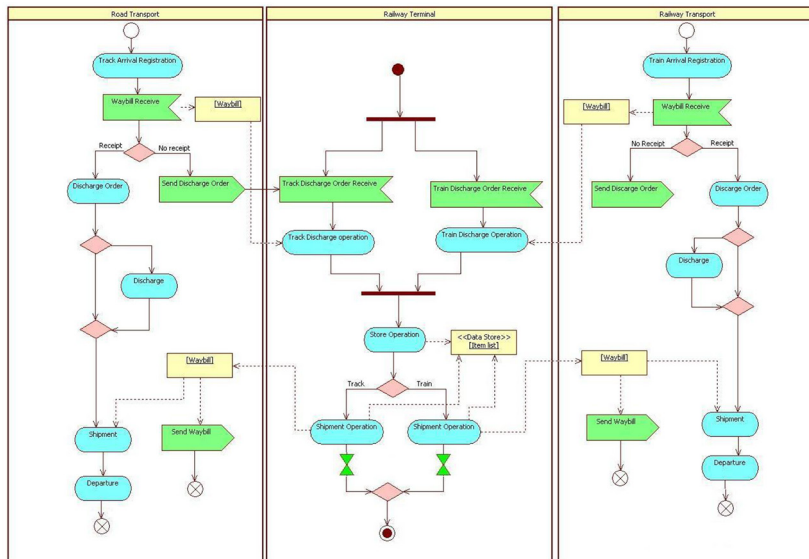 Road Transport
Railway Terminal
Railway Transport
Track Arrival Registration
Waybill Receive
[Waybill]
Receipt
No receipt
Discharge Order
Send Discharge Order
Discharge
[Waybill]
Shipment
Send Waybill
Departure
Track Discharge Order Receive
Train Discharge Order Receive
Track Discharge operation
Train Discharge Operation
Store Operation
<<Data Store>>
[Item list]
Track
Train
Shipment Operation
Shipment Operation
Train Arrival Registration
[Waybill]
Waybill Receive
No Receipt
Receipt
Send Discarge Order
Discarge Order
Discharge
[Waybill]
Send Waybill
Shipment
Departure